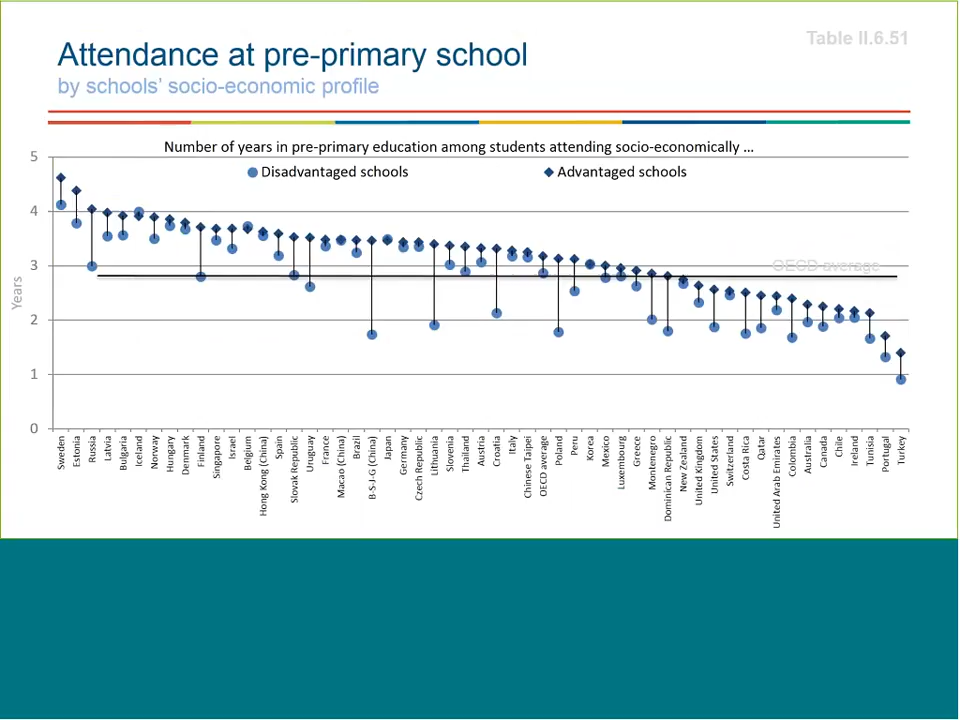 Table II.6.51
Attendance at pre-primary school
by schools' socio-economic profile
Number of years in pre-primary education among students attending socio-economically ...
Disadvantaged schools
Advantaged schools
5
4
3
2
1
0
Years
OECD average
Sweden
Estonia
Russia
Latvia
Bulgaria
Iceland
Norway
Hungary
Denmark
Finland
Singapore
Israel
Belgium
Hong Kong (China)
Spain
Slovak Republic
Uruguay
France
Macao (China)
Brazil
B-S-J-G (China)
Japan
Germany
Czech Republic
Lithuania
Slovenia
Thailand
Austria
Croatia
Italy
Chinese Taipei
OECD average
Poland
Peru
Korea
Mexico
Luxembourg
Greece
Montenegro
Dominican Republic
New Zealand
United Kingdom
United States
Switzerland
Costa Rica
Qatar
United Arab Emirates
Colombia
Australia
Canada
Chile
Ireland
Tunisia
Portugal
Turkey